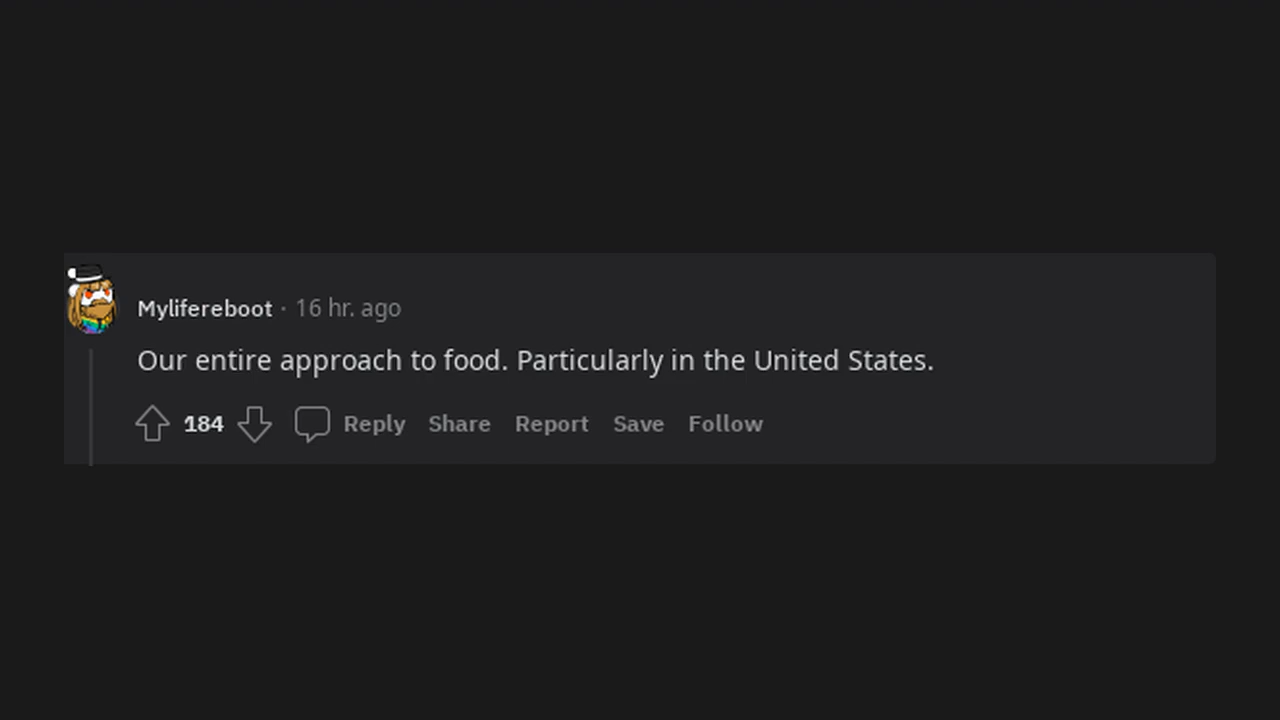 Mylifereboot · 16 hr. ago
Our entire approach to food. Particularly in the United States.
184 Reply Share Report Save Follow